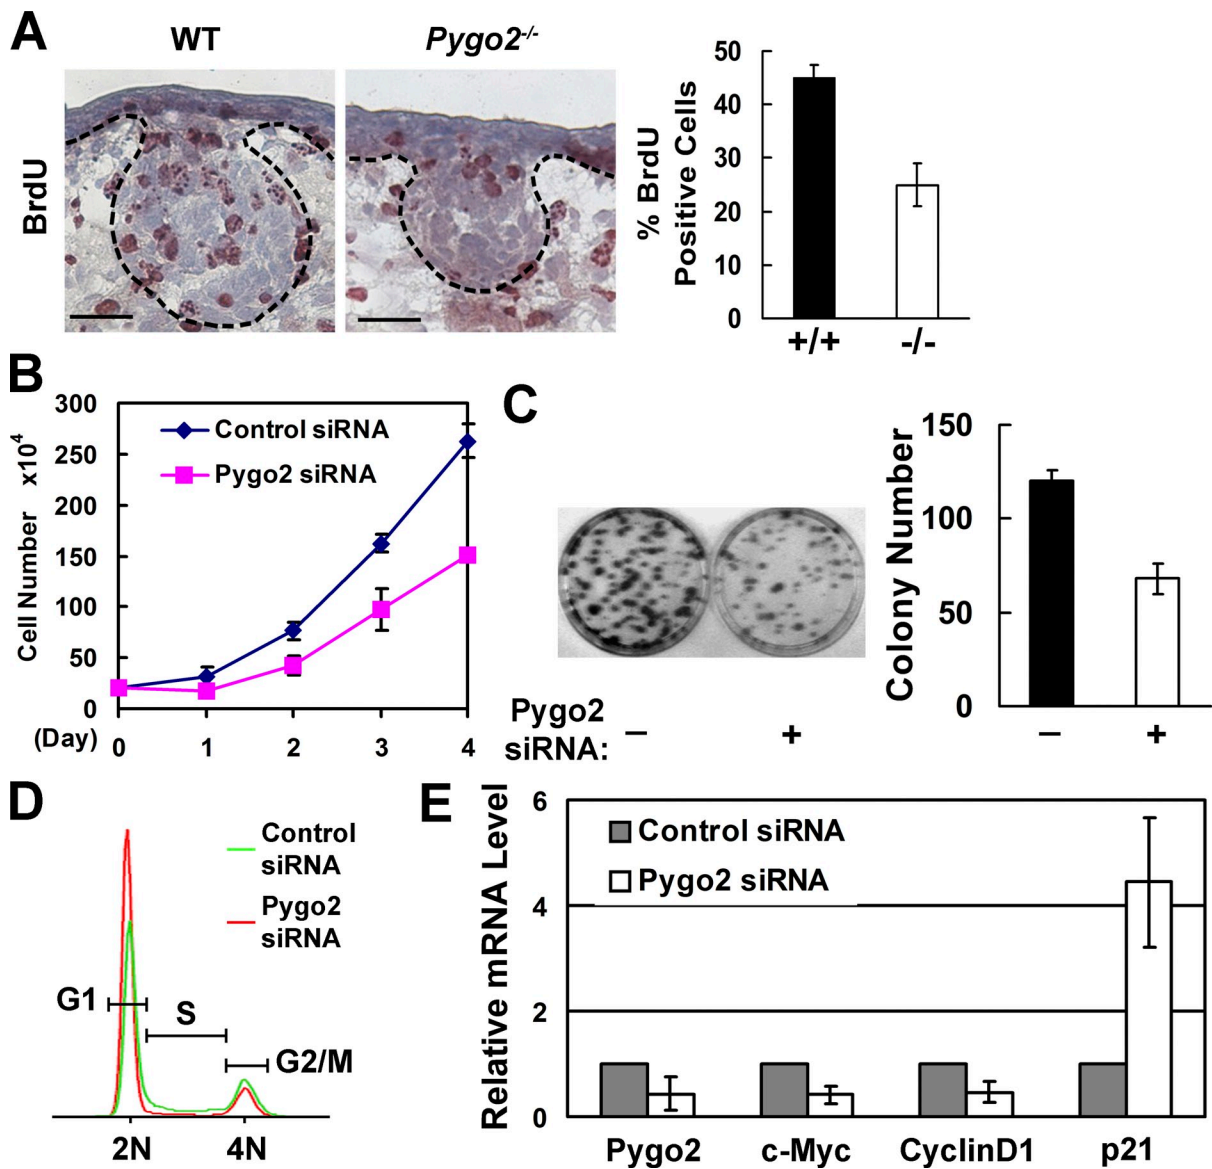 A
WT
Pygo2-/-
BrdU
% BrdU
Positive Cells
50
40
30
20
10
0
+/+
-/-
B
Cell Number x104
300
250
200
150
100
50
0
Control siRNA
Pygo2 siRNA
(Day)
0 1 2 3 4
C
Pygo2
siRNA: − +
Colony Number
150
100
50
0
− +
D
Control
siRNA
Pygo2
siRNA
G1
S
G2/M
2N 4N
E
Relative mRNA Level
6
4
2
0
Control siRNA
Pygo2 siRNA
Pygo2 c-Myc CyclinD1 p21